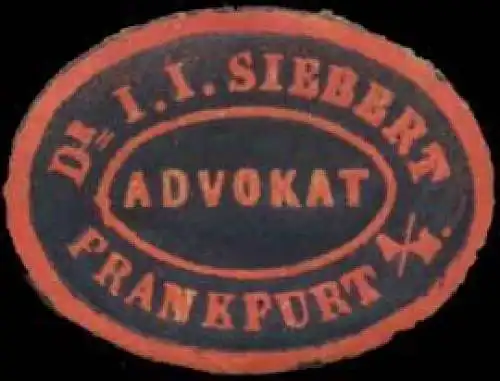 DR. I. I. SIEBERT
ADVOKAT
FRANKFURT a/M.